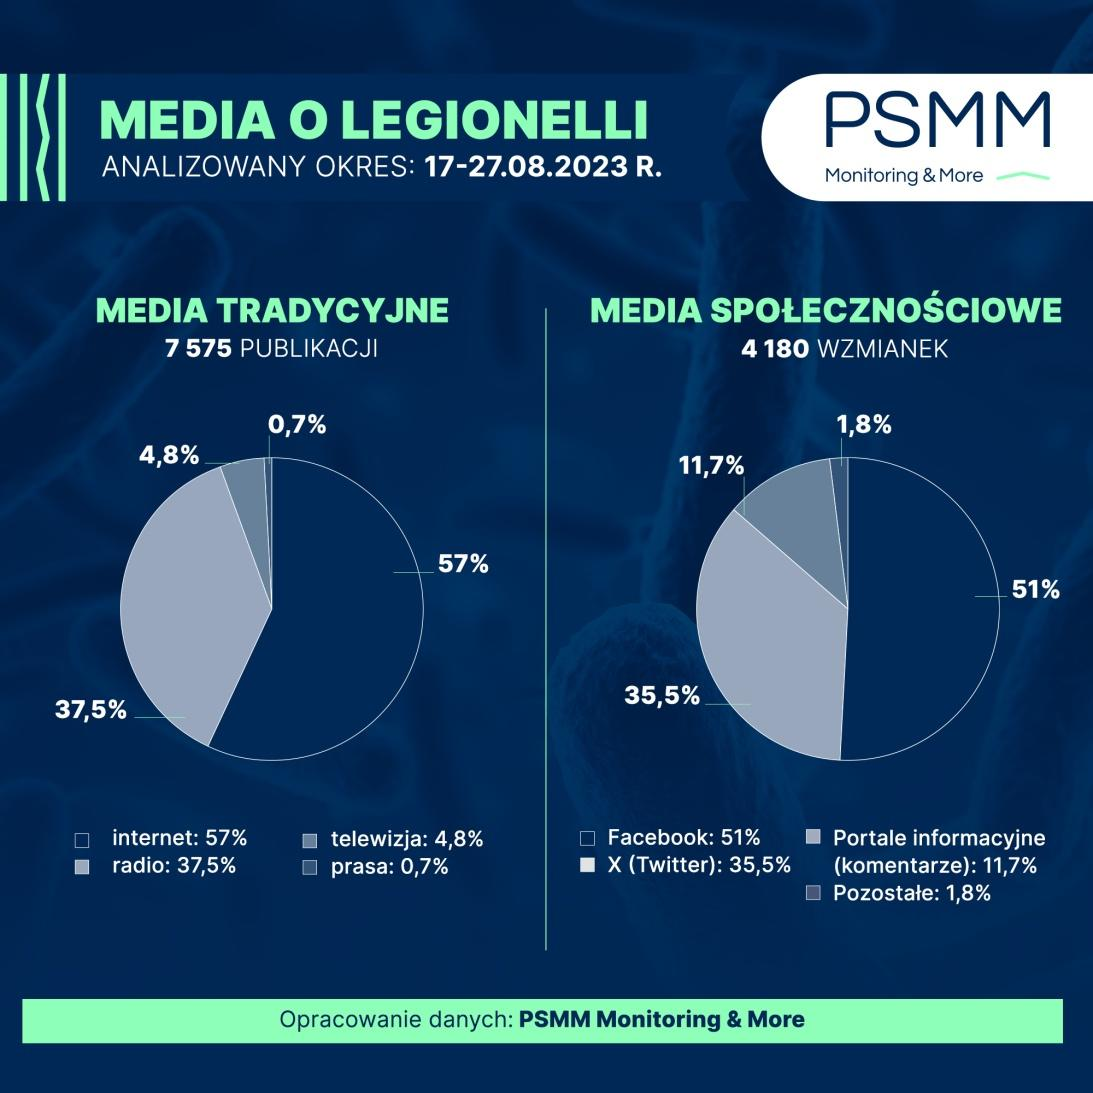 MEDIA O LEGIONELLI
ANALIZOWANY OKRES: 17-27.08.2023 R.
PSMM
Monitoring & More
MEDIA TRADYCYJNE
7 575 PUBLIKACJI
0,7%
4,8%
57%
37,5%
internet: 57%
radio: 37,5%
telewizja: 4,8%
prasa: 0,7%
MEDIA SPOŁECZNOŚCIOWE
4 180 WZMIANEK
1,8%
11,7%
51%
35,5%
Facebook: 51%
X (Twitter): 35,5%
Portale informacyjne
(komentarze): 11,7%
Pozostałe: 1,8%
Opracowanie danych: PSMM Monitoring & More